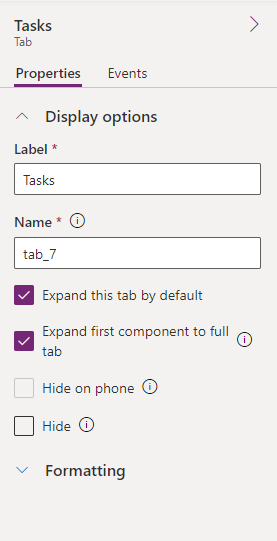 Tasks
Tab
Properties Events
Display options
Label *
Tasks
Name *
tab_7
Expand this tab by default
Expand first component to full
tab
Hide on phone
Hide
Formatting